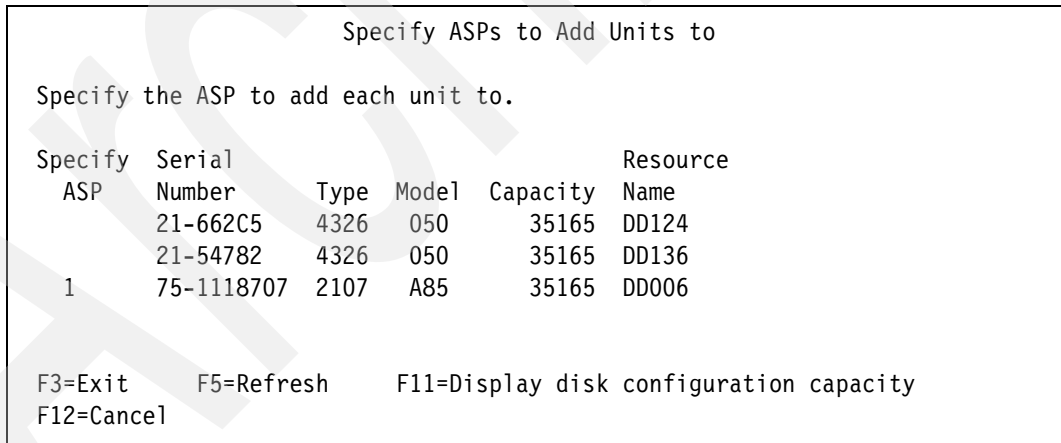 Specify ASPs to Add Units to
Specify the ASP to add each unit to.
Specify Serial Resource
ASP Number Type Model Capacity Name
21-662C5 4326 050 35165 DD124
21-54782 4326 050 35165 DD136
1 75-1118707 2107 A85 35165 DD006
F3=Exit F5=Refresh F11=Display disk configuration capacity
F12=Cancel